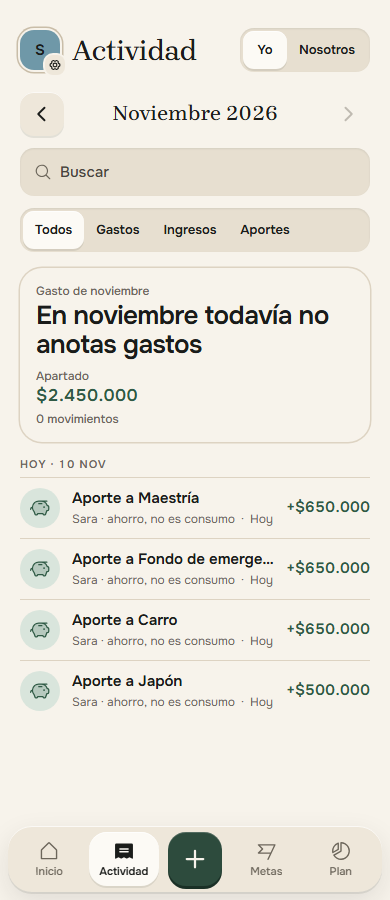 S
Actividad
Yo
Nosotros
Noviembre 2026
Buscar
Todos
Gastos
Ingresos
Aportes
Gasto de noviembre
En noviembre todavía no
anotas gastos
Apartado
$2.450.000
0 movimientos
HOY · 10 NOV
Aporte a Maestría
+$650.000
Sara · ahorro, no es consumo · Hoy
Aporte a Fondo de emerge...
+$650.000
Sara · ahorro, no es consumo · Hoy
Aporte a Carro
+$650.000
Sara · ahorro, no es consumo · Hoy
Aporte a Japón
+$500.000
Sara · ahorro, no es consumo · Hoy
Inicio
Actividad
Metas
Plan